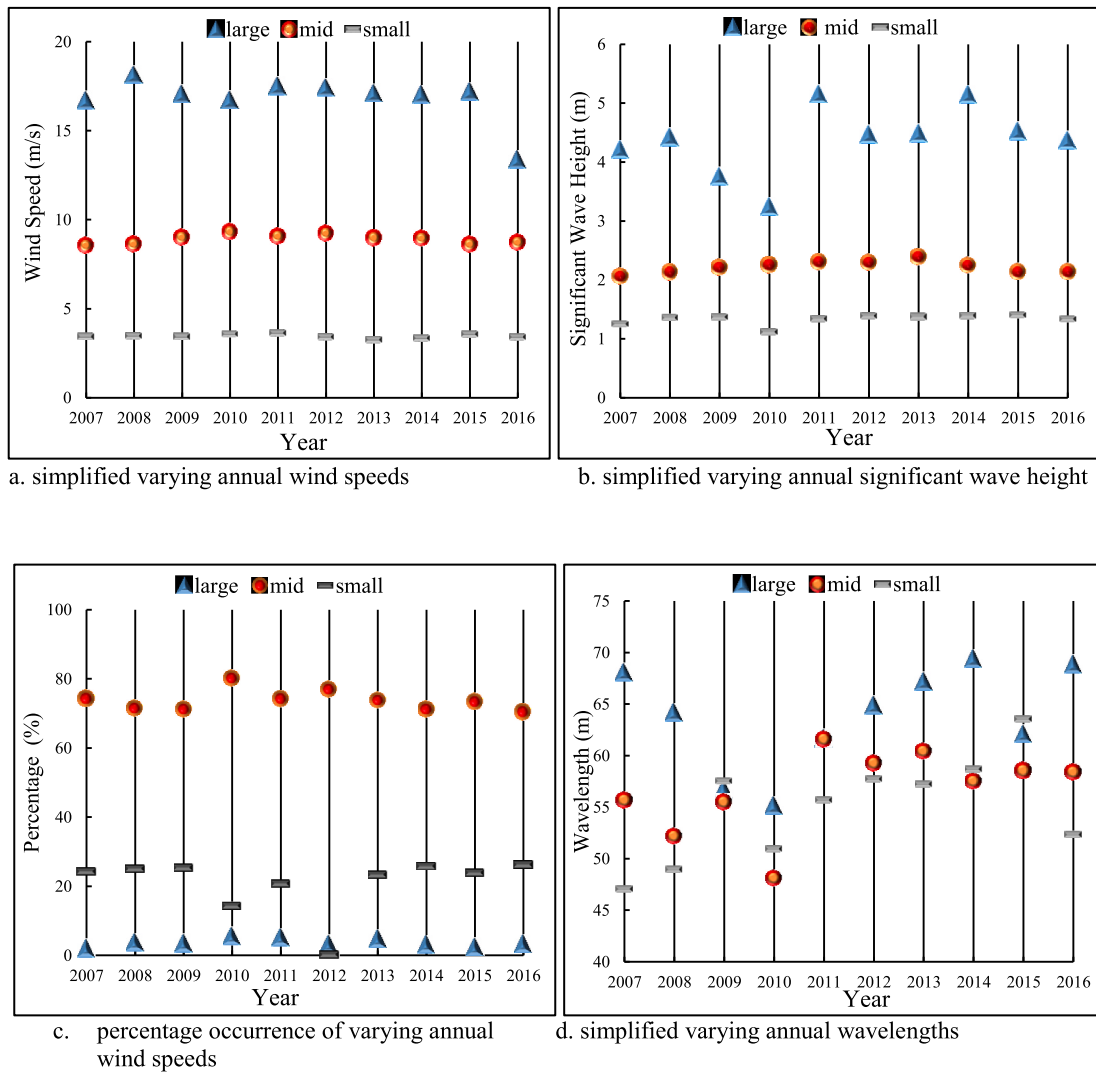 large mid small
20
15
10
5
0
Wind Speed (m/s)
2007 2008 2009 2010 2011 2012 2013 2014 2015 2016
Year
a. simplified varying annual wind speeds
large mid small
6
5
4
3
2
1
0
Significant Wave Height (m)
2007 2008 2009 2010 2011 2012 2013 2014 2015 2016
Year
b. simplified varying annual significant wave height
large mid small
100
80
60
40
20
0
Percentage (%)
2007 2008 2009 2010 2011 2012 2013 2014 2015 2016
Year
c. percentage occurrence of varying annual
wind speeds
large mid small
75
70
65
60
55
50
45
40
Wavelength (m)
2007 2008 2009 2010 2011 2012 2013 2014 2015 2016
Year
d. simplified varying annual wavelengths